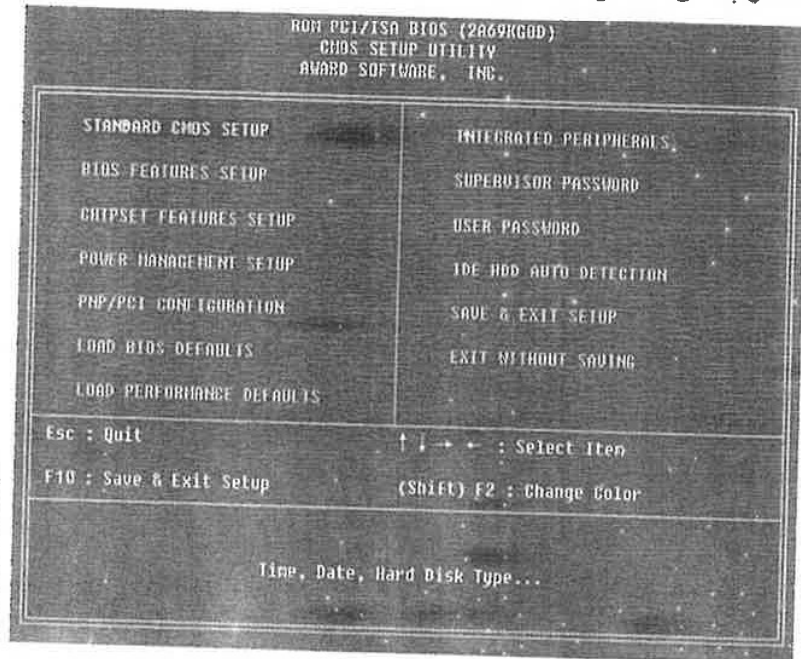 ROM PCI/ISA BIOS (2A69KG0D)
CMOS SETUP UTILITY
AWARD SOFTWARE, INC.
STANDARD CMOS SETUP
BIOS FEATURES SETUP
CHIPSET FEATURES SETUP
POWER MANAGEMENT SETUP
PNP/PCI CONFIGURATION
LOAD BIOS DEFAULTS
LOAD PERFORMANCE DEFAULTS
INTEGRATED PERIPHERALS
SUPERVISOR PASSWORD
USER PASSWORD
IDE HDD AUTO DETECTION
SAVE & EXIT SETUP
EXIT WITHOUT SAVING
Esc : Quit
F10 : Save & Exit Setup
↑ ↓ → ← : Select Item
(Shift) F2 : Change Color
Time, Date, Hard Disk Type...